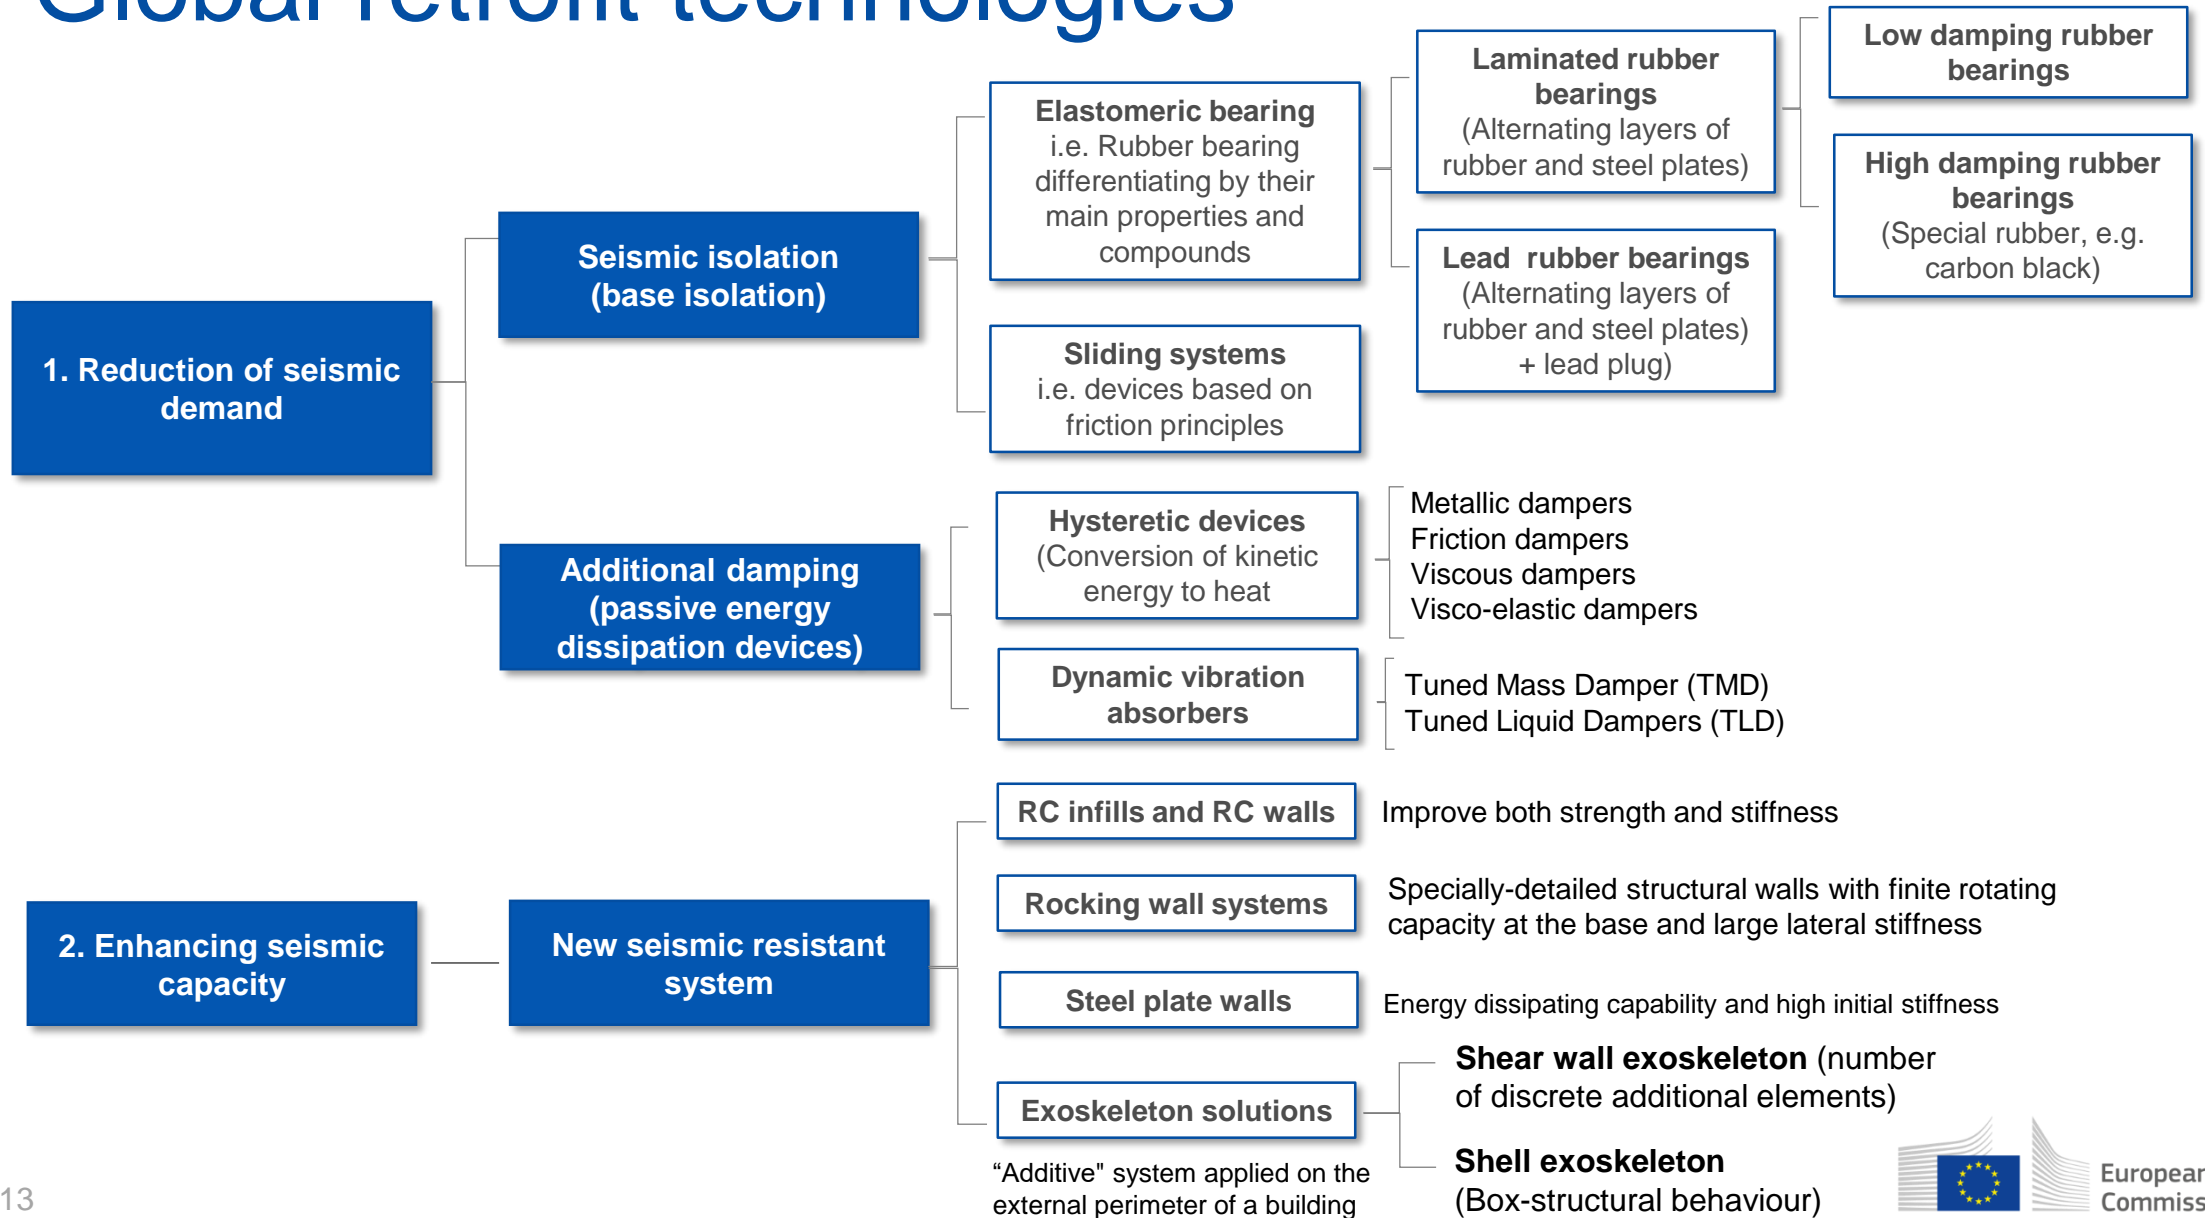 Global retrofit technologies
1. Reduction of seismic
demand
Seismic isolation
(base isolation)
Elastomeric bearing
i.e. Rubber bearing
differentiating by their
main properties and
compounds
Laminated rubber
bearings
(Alternating layers of
rubber and steel plates)
Low damping rubber
bearings
High damping rubber
bearings
(Special rubber, e.g.
carbon black)
Lead rubber bearings
(Alternating layers of
rubber and steel plates)
+ lead plug)
Sliding systems
i.e. devices based on
friction principles
Additional damping
(passive energy
dissipation devices)
Hysteretic devices
(Conversion of kinetic
energy to heat
Metallic dampers
Friction dampers
Viscous dampers
Visco-elastic dampers
Dynamic vibration
absorbers
Tuned Mass Damper (TMD)
Tuned Liquid Dampers (TLD)
2. Enhancing seismic
capacity
New seismic resistant
system
RC infills and RC walls
Improve both strength and stiffness
Rocking wall systems
Specially-detailed structural walls with finite rotating
capacity at the base and large lateral stiffness
Steel plate walls
Energy dissipating capability and high initial stiffness
Exoskeleton solutions
“Additive" system applied on the
external perimeter of a building
Shear wall exoskeleton (number
of discrete additional elements)
Shell exoskeleton
(Box-structural behaviour)
13
European
Commiss